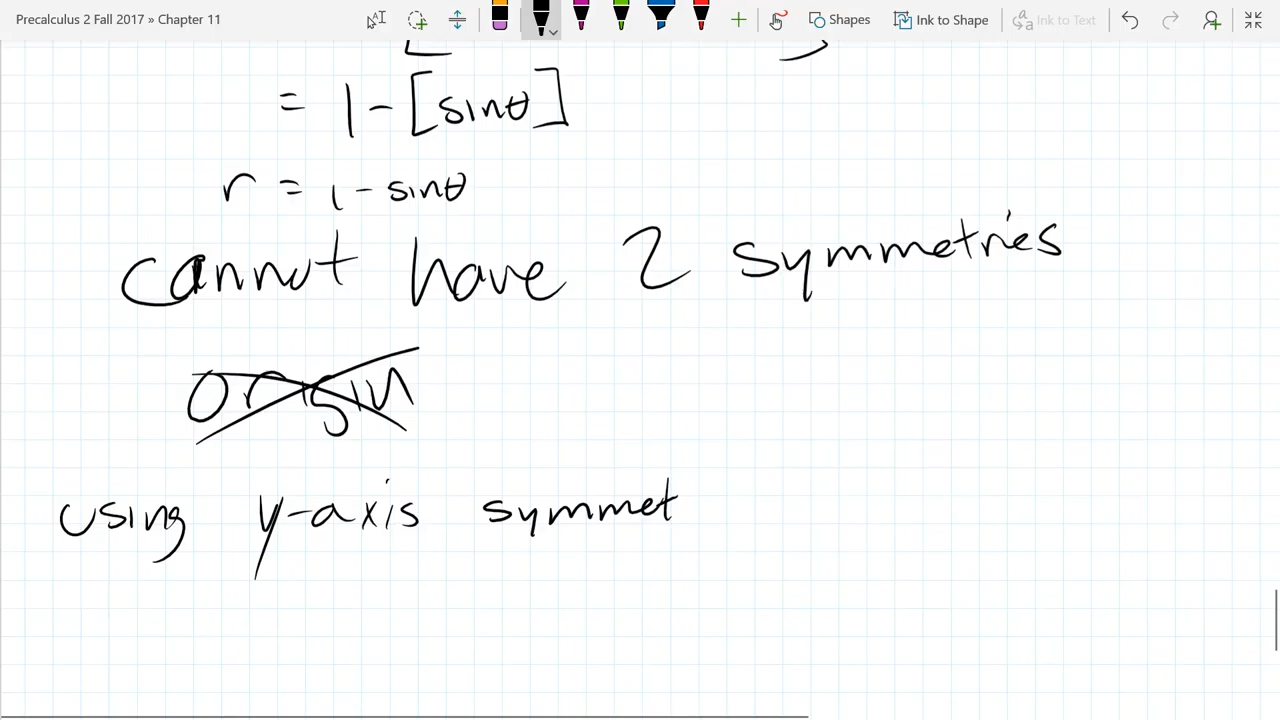 Precalculus 2 Fall 2017 » Chapter 11
Shapes
Ink to Shape
Ink to Text
= 1 - [sinθ]
r = 1 - sinθ
cannot have 2 symmetries
origin
using y-axis symmet